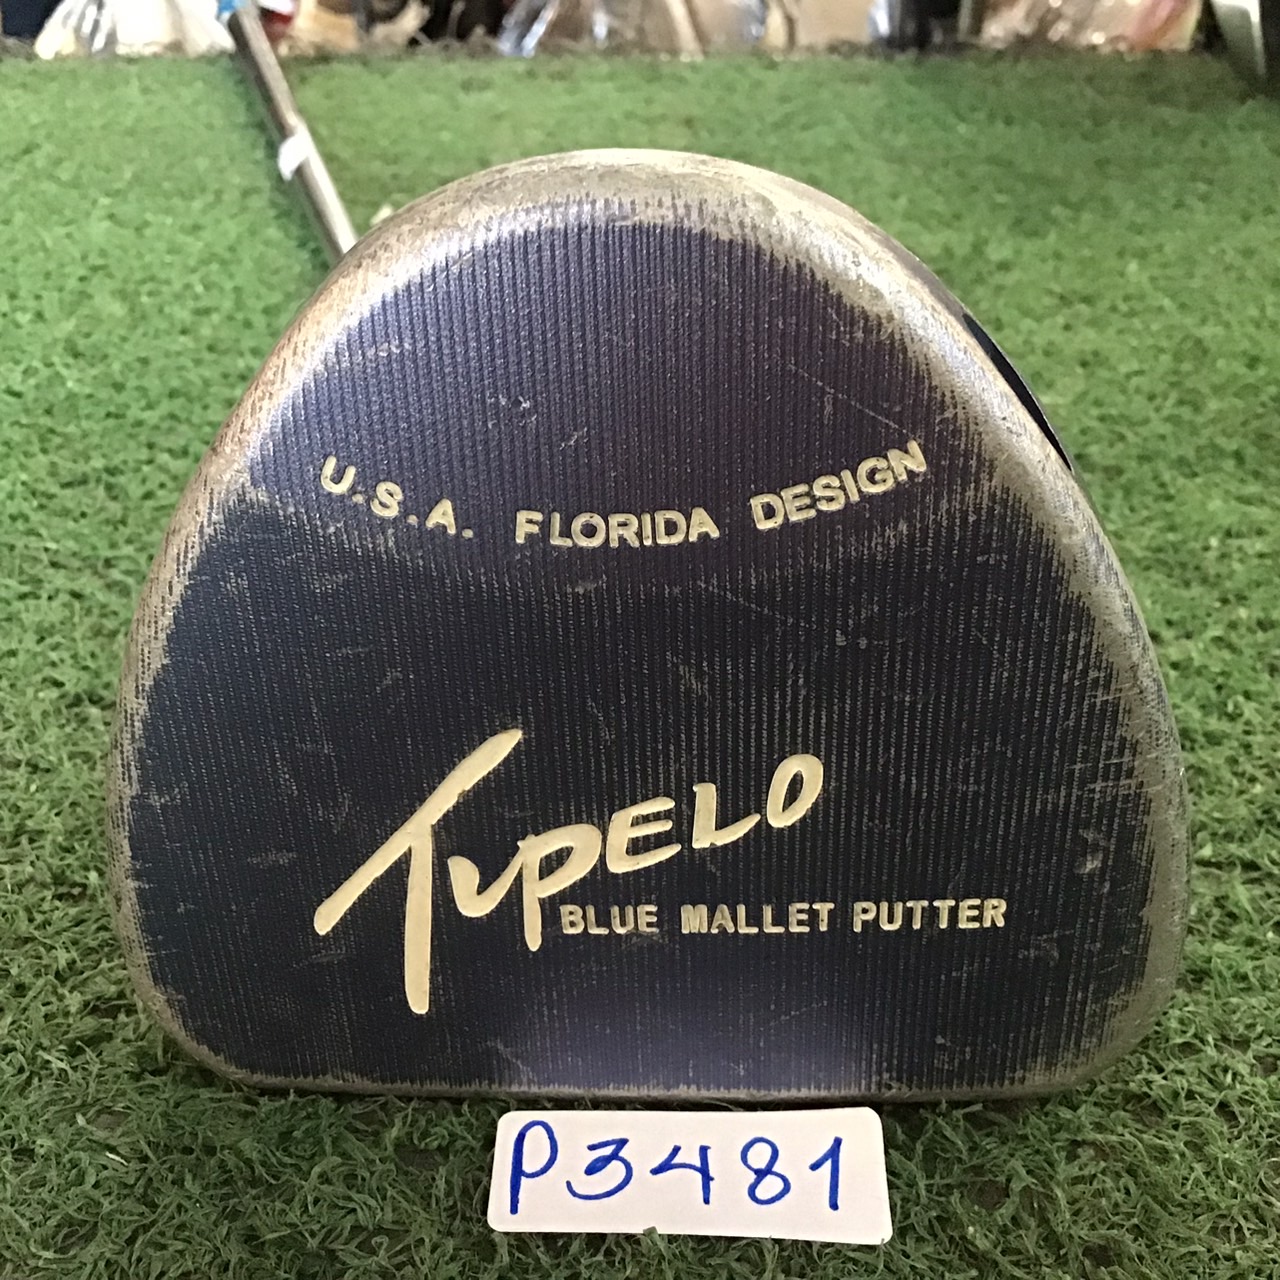 U.S.A. FLORIDA DESIGN
TUPELO
BLUE MALLET PUTTER
P3481